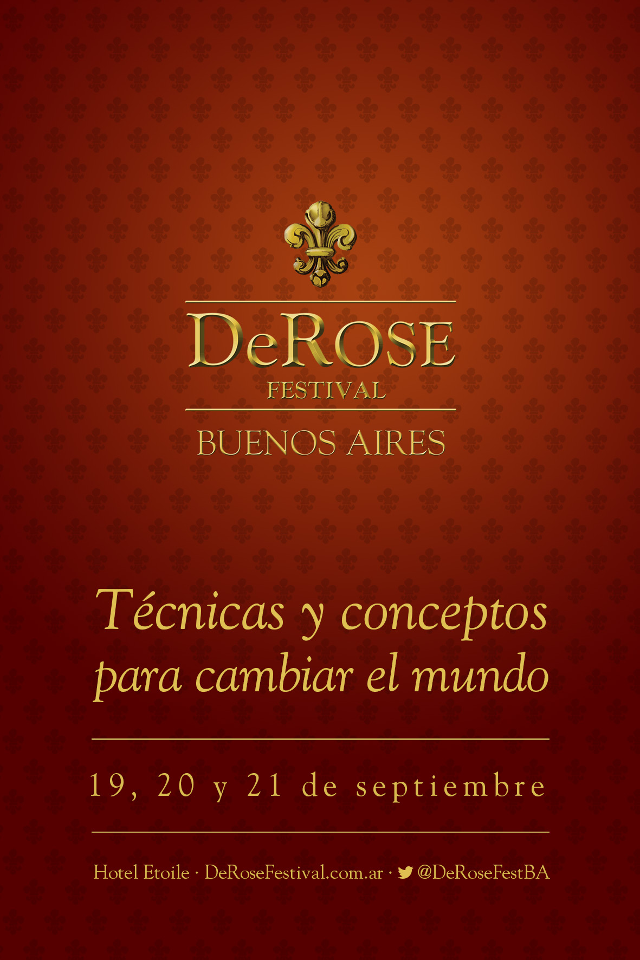 DeROSE
FESTIVAL
BUENOS AIRES
Técnicas y conceptos
para cambiar el mundo
19, 20 y 21 de septiembre
Hotel Etoile · DeRoseFestival.com.ar · @DeRoseFestBA